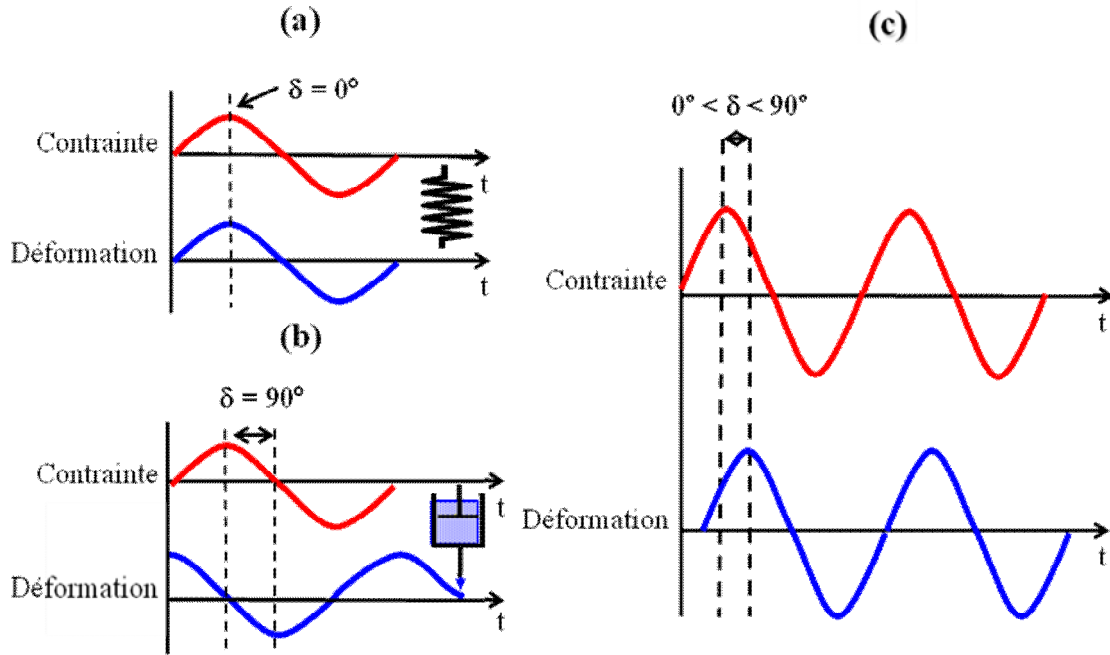 (a)
δ = 0°
Contrainte
t
Déformation
t
(b)
δ = 90°
Contrainte
t
Déformation
t
(c)
0° < δ < 90°
Contrainte
t
Déformation
t